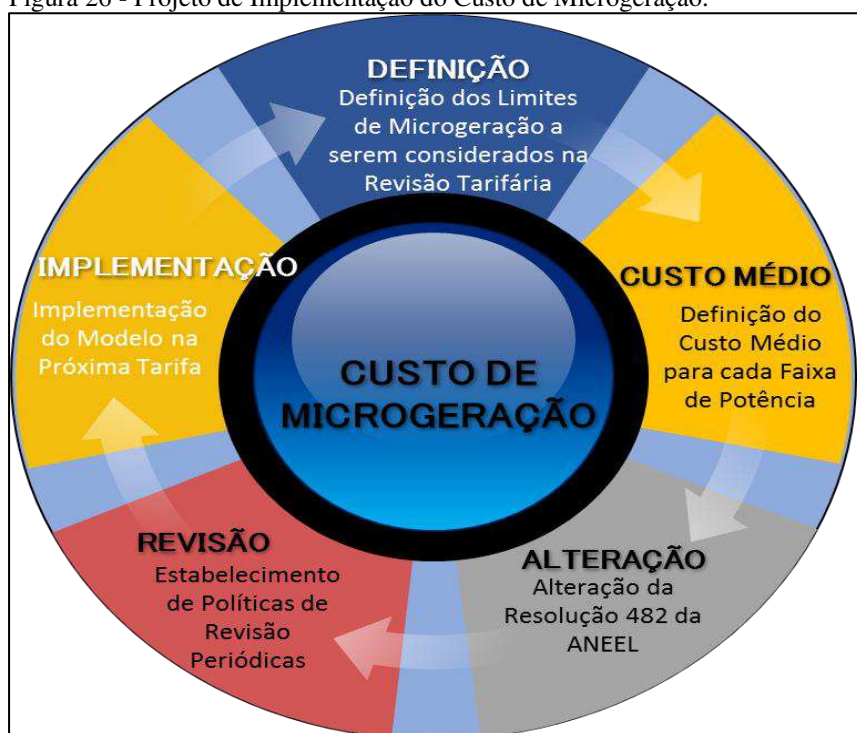 Figura 26 - Projeto de Implementação do Custo de Microgeração.
DEFINIÇÃO
Definição dos Limites
de Microgeração a
serem considerados na
Revisão Tarifária
CUSTO MÉDIO
Definição do
Custo Médio
para cada Faixa
de Potência
ALTERAÇÃO
Alteração da
Resolução 482 da
ANEEL
REVISÃO
Estabelecimento
de Políticas de
Revisão
Periódicas
IMPLEMENTAÇÃO
Implementação
do Modelo na
Próxima Tarifa
CUSTO DE
MICROGERAÇÃO